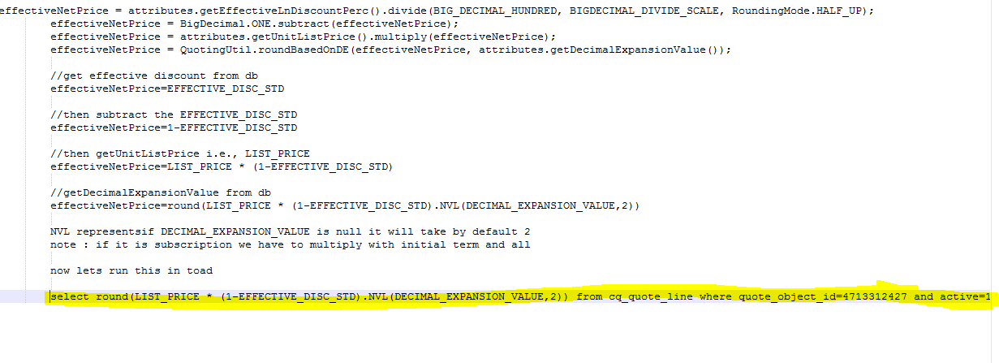 effectiveNetPrice = attributes.getEffectiveLnDiscountPerc().divide(BIG_DECIMAL_HUNDRED, BIGDECIMAL_DIVIDE_SCALE, RoundingMode.HALF_UP);
effectiveNetPrice = BigDecimal.ONE.subtract(effectiveNetPrice);
effectiveNetPrice = attributes.getUnitListPrice().multiply(effectiveNetPrice);
effectiveNetPrice = QuotingUtil.roundBasedOnDE(effectiveNetPrice, attributes.getDecimalExpansionValue());
//get effective discount from db
effectiveNetPrice=EFFECTIVE_DISC_STD
//then subtract the EFFECTIVE_DISC_STD
effectiveNetPrice=1-EFFECTIVE_DISC_STD
//then getUnitListPrice i.e., LIST_PRICE
effectiveNetPrice=LIST_PRICE * (1-EFFECTIVE_DISC_STD)
//getDecimalExpansionValue from db
effectiveNetPrice=round(LIST_PRICE * (1-EFFECTIVE_DISC_STD).NVL(DECIMAL_EXPANSION_VALUE,2))
NVL representsif DECIMAL_EXPANSION_VALUE is null it will take by default 2
note : if it is subscription we have to multiply with initial term and all
now lets run this in toad
select round(LIST_PRICE * (1-EFFECTIVE_DISC_STD).NVL(DECIMAL_EXPANSION_VALUE,2)) from cq_quote_line where quote_object_id=4713312427 and active=1